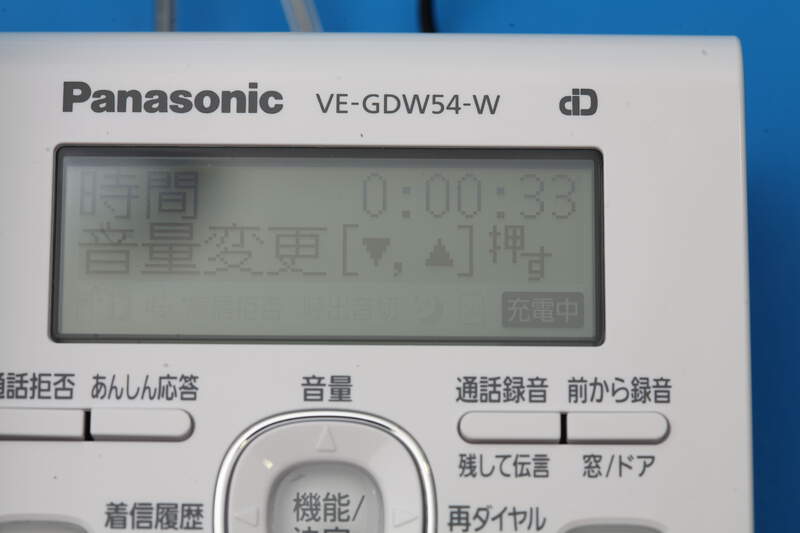 Panasonic VE-GDW54-W
時間 0:00:33
音量変更[▼,▲]押す
充電中
話拒否 あんしん応答 音量 通話録音 前から録音
残して伝言 窓/ドア
着信履歴 機能/ 再ダイヤル